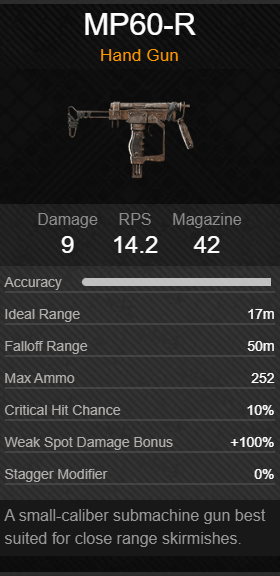 MP60-R
Hand Gun
Damage RPS Magazine
9 14.2 42
Accuracy
Ideal Range 17m
Falloff Range 50m
Max Ammo 252
Critical Hit Chance 10%
Weak Spot Damage Bonus +100%
Stagger Modifier 0%
A small-caliber submachine gun best
suited for close range skirmishes.